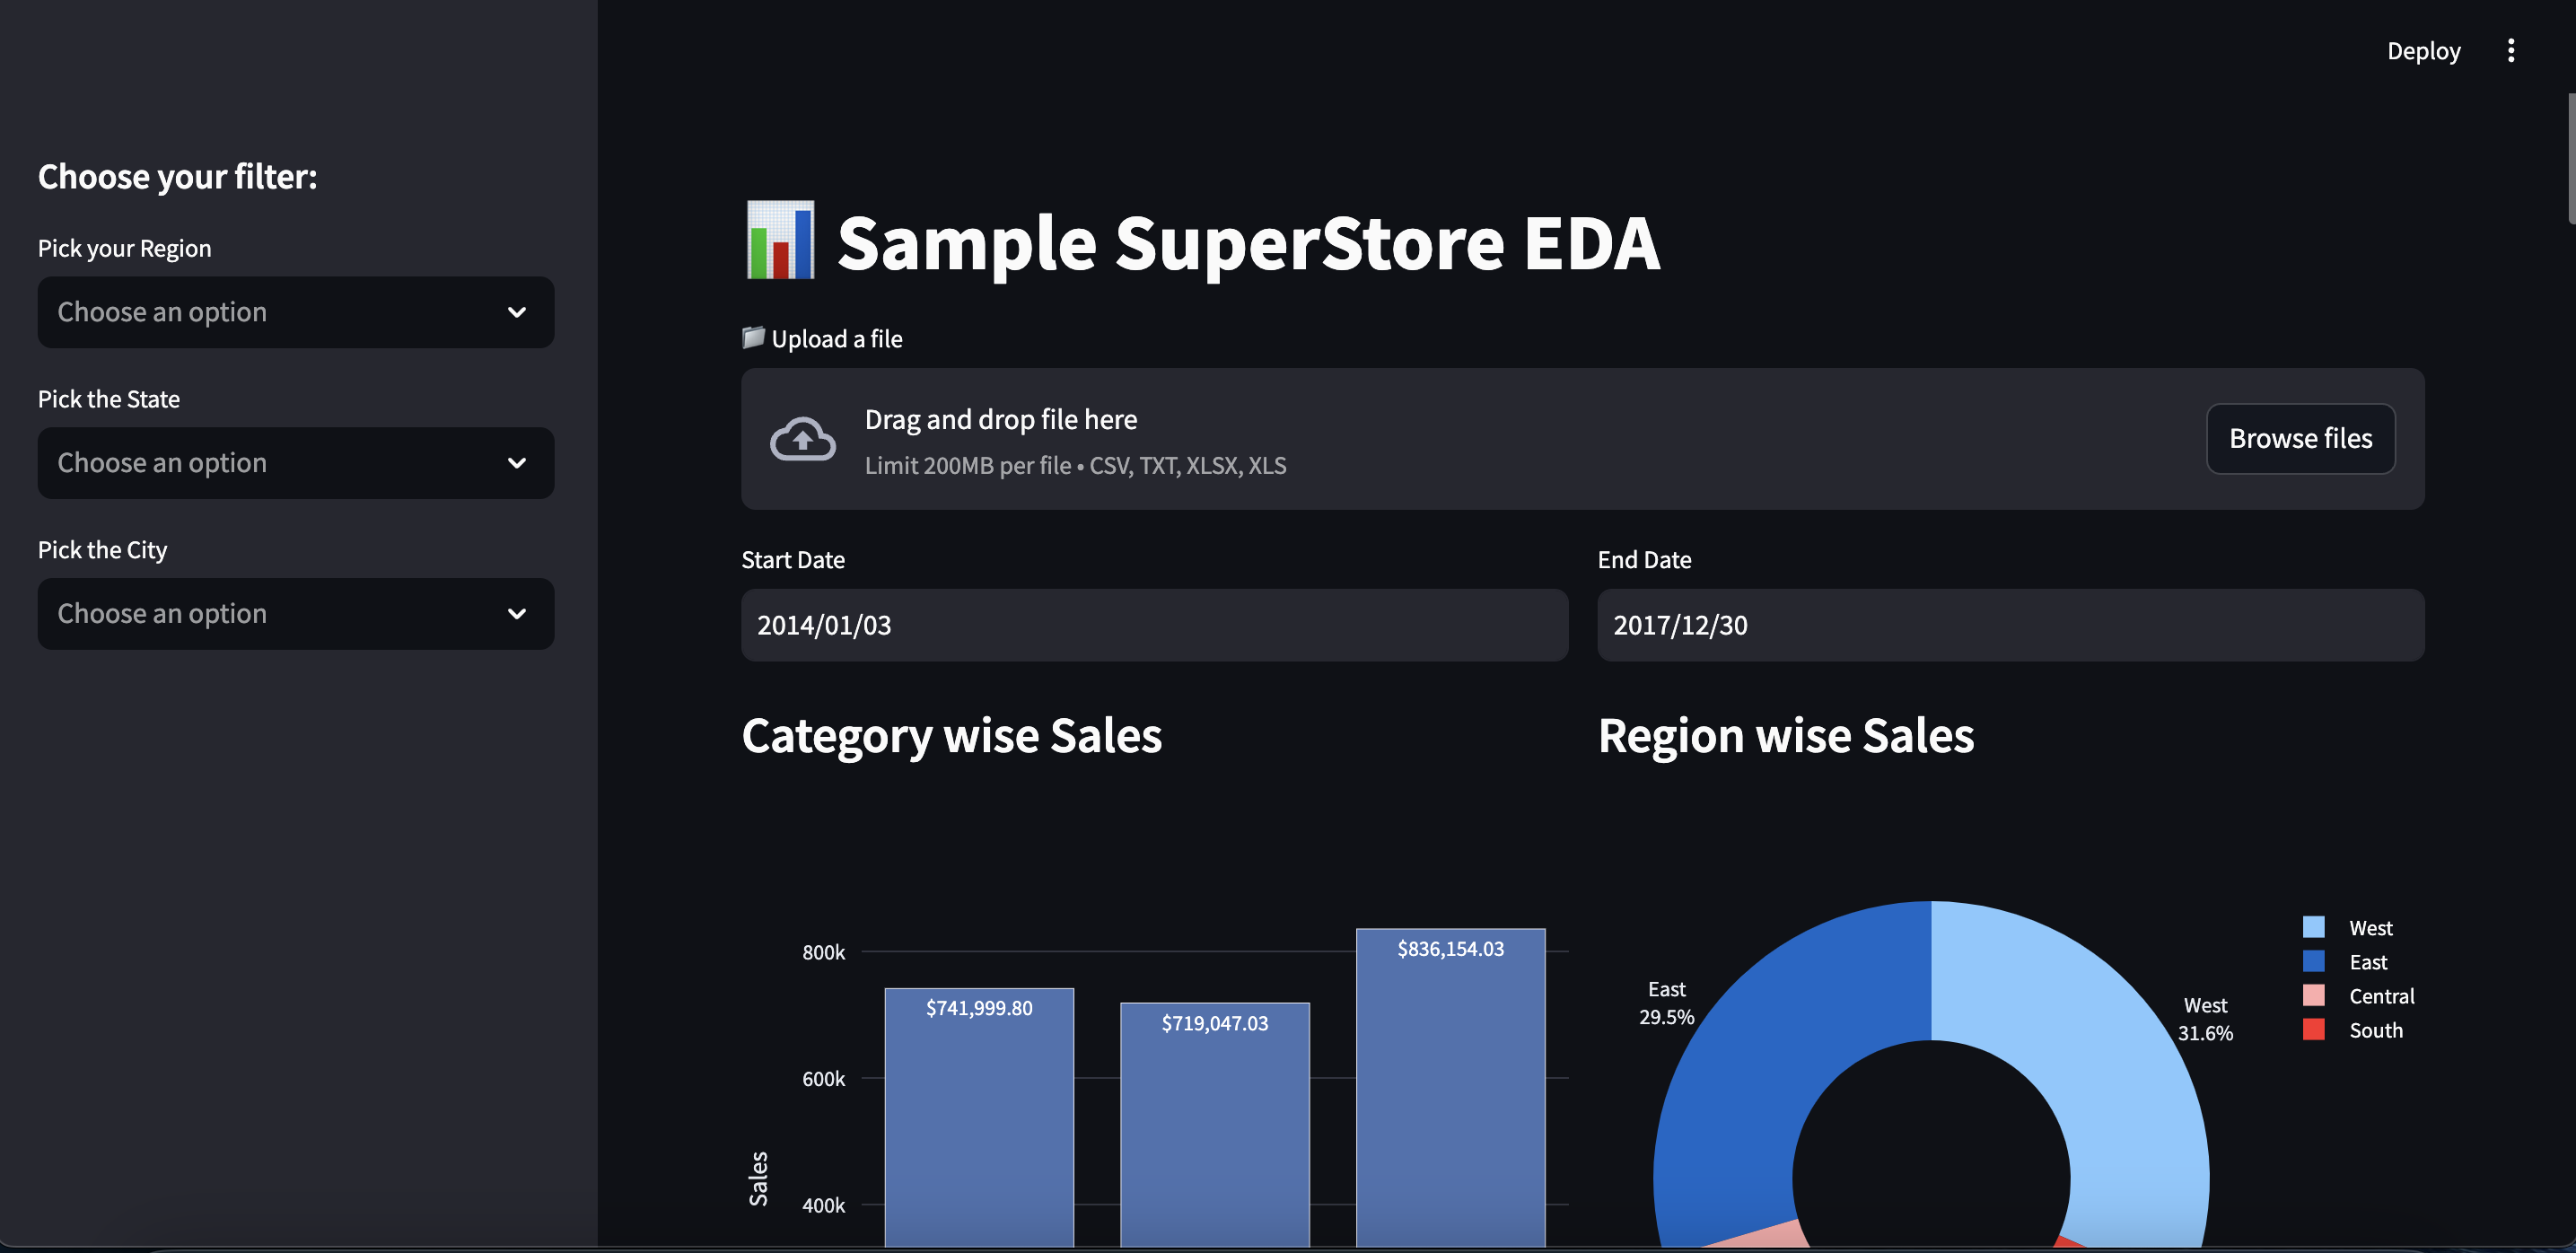 Deploy
Choose your filter:
Pick your Region
Choose an option
Pick the State
Choose an option
Pick the City
Choose an option
Sample SuperStore EDA
Upload a file
Drag and drop file here
Limit 200MB per file • CSV, TXT, XLSX, XLS
Browse files
Start Date
2014/01/03
End Date
2017/12/30
Category wise Sales
800k
600k
400k
Sales
$741,999.80
$719,047.03
$836,154.03
Region wise Sales
East
29.5%
West
31.6%
West
East
Central
South